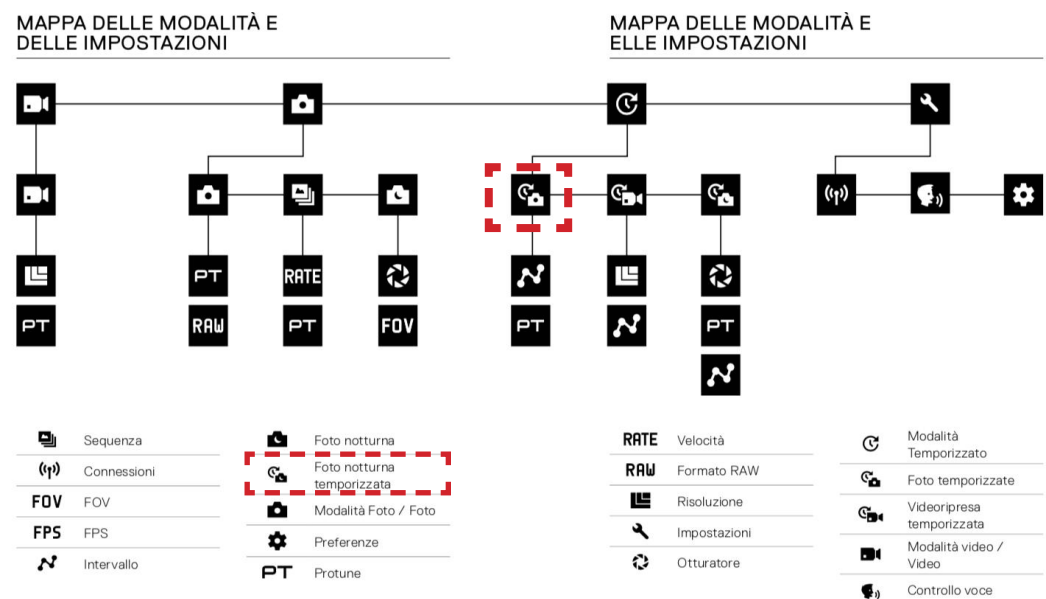 MAPPA DELLE MODALITÀ E
DELLE IMPOSTAZIONI
MAPPA DELLE MODALITÀ E
ELLE IMPOSTAZIONI
PT RATE
PT RAW PT FOV PT PT
Sequenza
Connessioni
FOV FOV
FPS FPS
Intervallo
Foto notturna
Foto notturna
temporizzata
Modalità Foto / Foto
Preferenze
PT Protune
RATE Velocità
RAW Formato RAW
Risoluzione
Impostazioni
Otturatore
Modalità
Temporizzato
Foto temporizzate
Videoripresa
temporizzata
Modalità video /
Video
Controllo voce